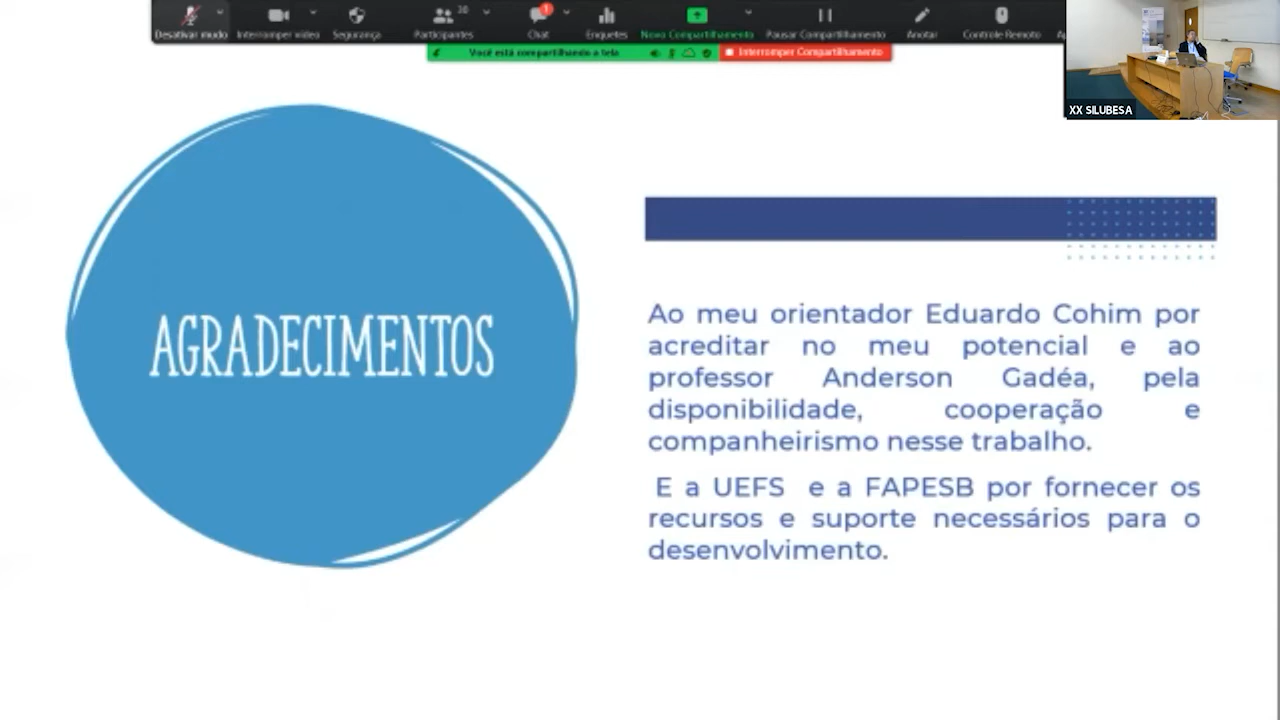 Desativar mudo
Interromper vídeo
Segurança
Participantes
30
Chat
1
Enquetes
Novo Compartilhamento
Pausar Compartilhamento
Anotar
Controle Remoto
Você está compartilhando a tela
Interromper Compartilhamento
XX SILUBESA
AGRADECIMENTOS
Ao meu orientador Eduardo Cohim por
acreditar no meu potencial e ao
professor Anderson Gadéa, pela
disponibilidade, cooperação e
companheirismo nesse trabalho.
E a UEFS e a FAPESB por fornecer os
recursos e suporte necessários para o
desenvolvimento.